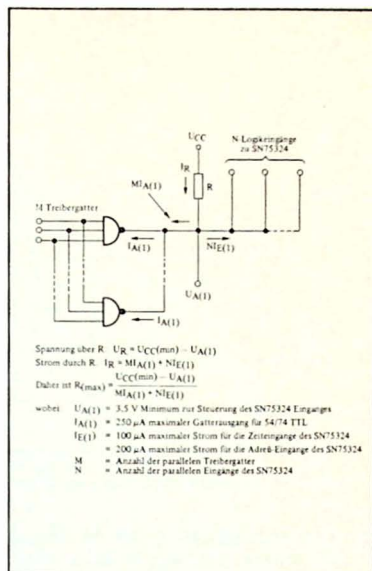 UCC
N-Logikeingänge
zu SN75324
IR
R
MIA(1)
M Treibergatter
IA(1)
NIE(1)
UA(1)
IA(1)
Spannung über R UR = UCC(min) - UA(1)
Strom durch R. IR = MIA(1) + NIE(1)
Daher ist R(max) = UCC(min) - UA(1)
MIA(1) + NIE(1)
wobei UA(1) = 3,5 V Minimum zur Steuerung des SN75324 Einganges
IA(1) = 250 µA maximaler Gatterausgang für 54/74 TTL
IE(1) = 100 µA maximaler Strom für die Zeiteingänge des SN75324
= 200 µA maximaler Strom für die Adreß-Eingänge des SN75324
M = Anzahl der parallelen Treibergatter
N = Anzahl der parallelen Eingänge des SN75324